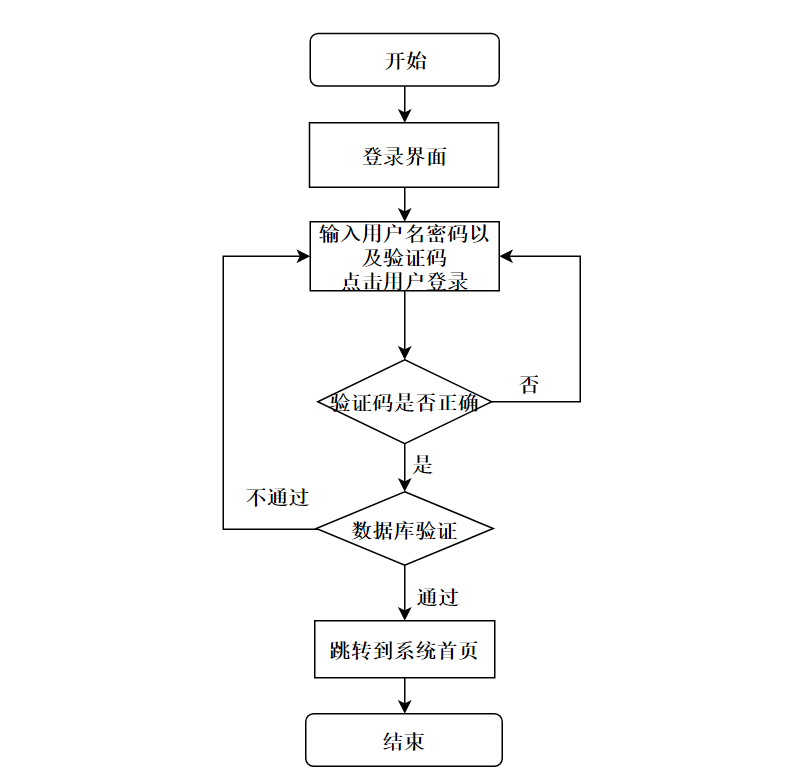 开始
登录界面
输入用户名密码以
及验证码
点击用户登录
验证码是否正确
否
是
不通过
数据库验证
通过
跳转到系统首页
结束